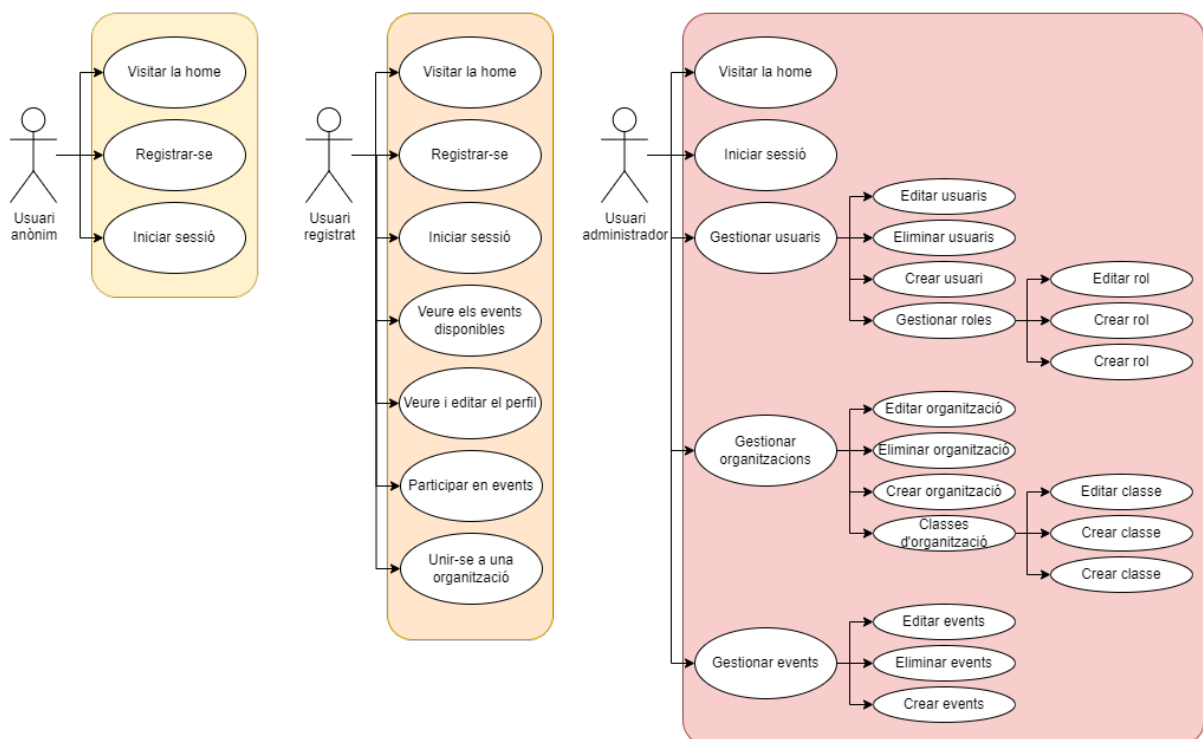 Visitar la home
Registrar-se
Iniciar sessió
Usuari
anònim
Visitar la home
Registrar-se
Iniciar sessió
Veure els events
disponibles
Veure i editar el perfil
Participar en events
Unir-se a una
organització
Usuari
registrat
Visitar la home
Iniciar sessió
Usuari
administrador
Gestionar usuaris
Editar usuaris
Eliminar usuaris
Crear usuari
Gestionar roles
Editar rol
Crear rol
Crear rol
Gestionar
organitzacions
Editar organització
Eliminar organització
Crear organització
Classes
d'organització
Editar classe
Crear classe
Crear classe
Gestionar events
Editar events
Eliminar events
Crear events